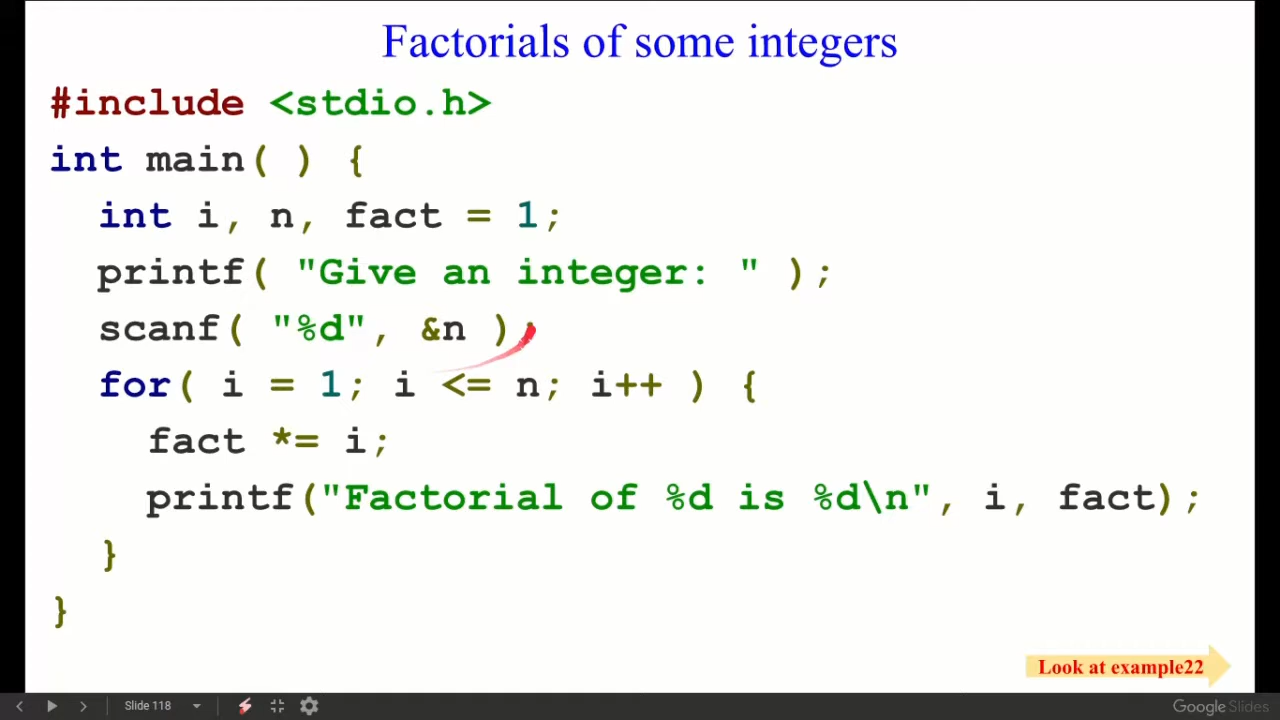 Factorials of some integers
#include <stdio.h>
int main( ) {
  int i, n, fact = 1;
  printf( "Give an integer: " );
  scanf( "%d", &n );
  for( i = 1; i <= n; i++ ) {
    fact *= i;
    printf("Factorial of %d is %d\n", i, fact);
  }
}
Look at example22
Slide 118
Google Slides